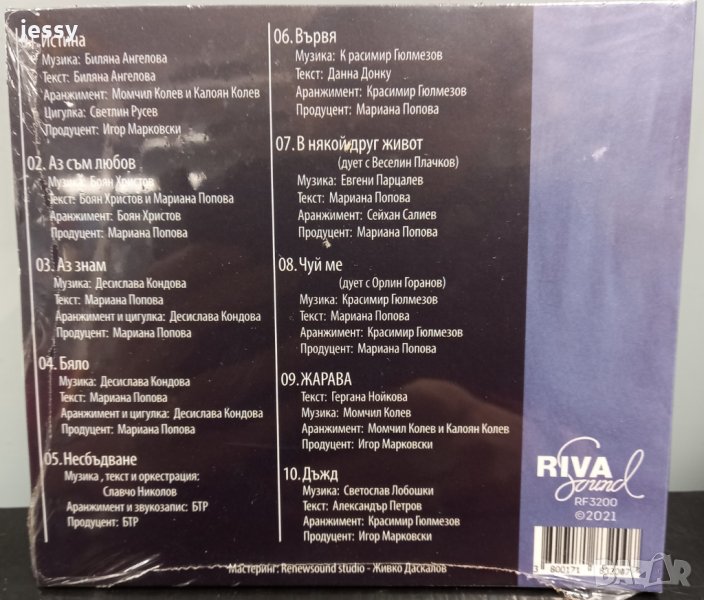 jessy
Истина
Музика: Биляна Ангелова
Текст: Биляна Ангелова
Аранжимент: Момчил Колев и Калоян Колев
Цигулка: Светлин Русев
Продуцент: Игор Марковски
02. Аз съм любов
Музика: Боян Христов
Текст: Боян Христов и Мариана Попова
Аранжимент: Боян Христов
Продуцент: Мариана Попова
03. Аз знам
Музика: Десислава Кондова
Текст: Мариана Попова
Аранжимент и цигулка: Десислава Кондова
Продуцент: Мариана Попова
04. Бяло
Музика: Десислава Кондова
Текст: Мариана Попова
Аранжимент и цигулка: Десислава Кондова
Продуцент: Мариана Попова
05. Несбъдване
Музика, текст и оркестрация:
Славчо Николов
Аранжимент и звукозапис: БТР
Продуцент: БТР
06. Вървя
Музика: Красимир Гюлмезов
Текст: Данна Донку
Аранжимент: Красимир Гюлмезов
Продуцент: Мариана Попова
07. В някой друг живот
(дует с Веселин Плачков)
Музика: Евгени Парцалев
Текст: Мариана Попова
Аранжимент: Сейхан Салиев
Продуцент: Мариана Попова
08. Чуй ме
(дует с Орлин Горанов)
Музика: Красимир Гюлмезов
Текст: Мариана Попова
Аранжимент: Красимир Гюлмезов
Продуцент: Мариана Попова
09. ЖАРАВА
Текст: Гергана Нойкова
Музика: Момчил Колев
Аранжимент: Момчил Колев и Калоян Колев
Продуцент: Игор Марковски
10. Дъжд
Музика: Светослав Лобошки
Текст: Александър Петров
Аранжимент: Красимир Гюлмезов
Продуцент: Игор Марковски
Мастеринг: Renewsound studio - Живко Даскалов
RIVA
Sound
RF3200
©2021
3 800171
BAZAR.bg